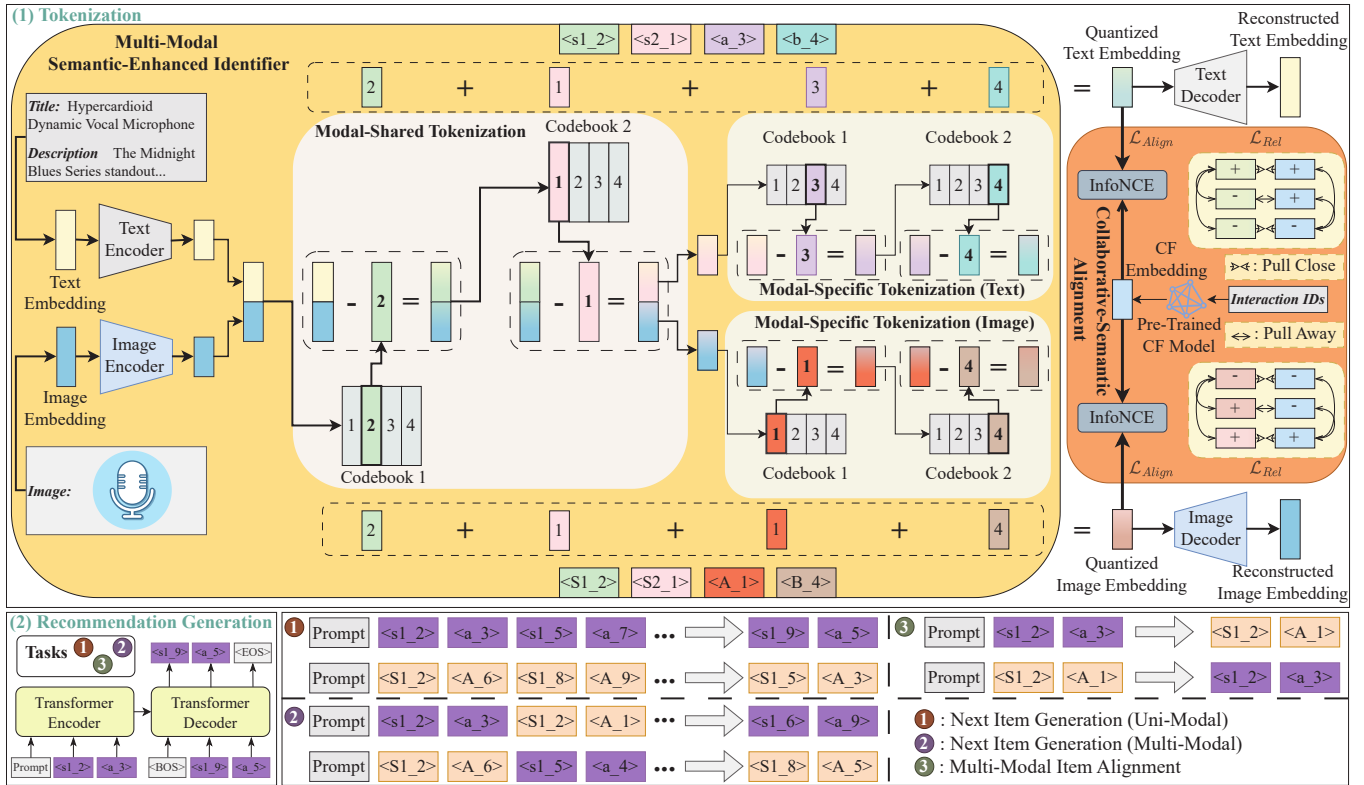 (1) Tokenization
Multi-Modal
Semantic-Enhanced Identifier
<s1_2> <s2_1> <a_3> <b_4>
2 + 1 + 3 + 4 =
Title: Hypercardioid
Dynamic Vocal Microphone
Description The Midnight
Blues Series standout...
Text
Encoder
Text
Embedding
Image
Encoder
Image
Embedding
Image:
Modal-Shared Tokenization
Codebook 2
1 2 3 4
- 2 =
- 1 =
1 2 3 4
Codebook 1
Codebook 1
1 2 3 4
Codebook 2
1 2 3 4
- 3 =
- 4 =
Modal-Specific Tokenization (Text)
Modal-Specific Tokenization (Image)
- 1 =
- 4 =
1 2 3 4
Codebook 1
1 2 3 4
Codebook 2
2 + 1 + 1 + 4 =
<S1_2> <S2_1> <A_1> <B_4>
Quantized
Text Embedding
Text
Decoder
Reconstructed
Text Embedding
L Align
L Rel
InfoNCE
+ +
- +
- -
Collaborative-Semantic
Alignment
CF
Embedding
Pre-Trained
CF Model
Interaction IDs
: Pull Close
: Pull Away
InfoNCE
- -
+ -
+ +
L Align
L Rel
Quantized
Image Embedding
Image
Decoder
Reconstructed
Image Embedding
(2) Recommendation Generation
Tasks 1 2 3
<s1_9> <a_5> <EOS>
Transformer
Encoder
Transformer
Decoder
Prompt <s1_2> <a_3>
<BOS> <s1_9> <a_5>
1 Prompt <s1_2> <a_3> <s1_5> <a_7> ... <s1_9> <a_5>
Prompt <S1_2> <A_6> <S1_8> <A_9> ... <S1_5> <A_3>
2 Prompt <s1_2> <a_3> <S1_2> <A_1> ... <s1_6> <a_9>
Prompt <S1_2> <A_6> <s1_5> <a_4> ... <S1_8> <A_5>
3 Prompt <s1_2> <a_3> <S1_2> <A_1>
Prompt <S1_2> <A_1> <s1_2> <a_3>
1 : Next Item Generation (Uni-Modal)
2 : Next Item Generation (Multi-Modal)
3 : Multi-Modal Item Alignment